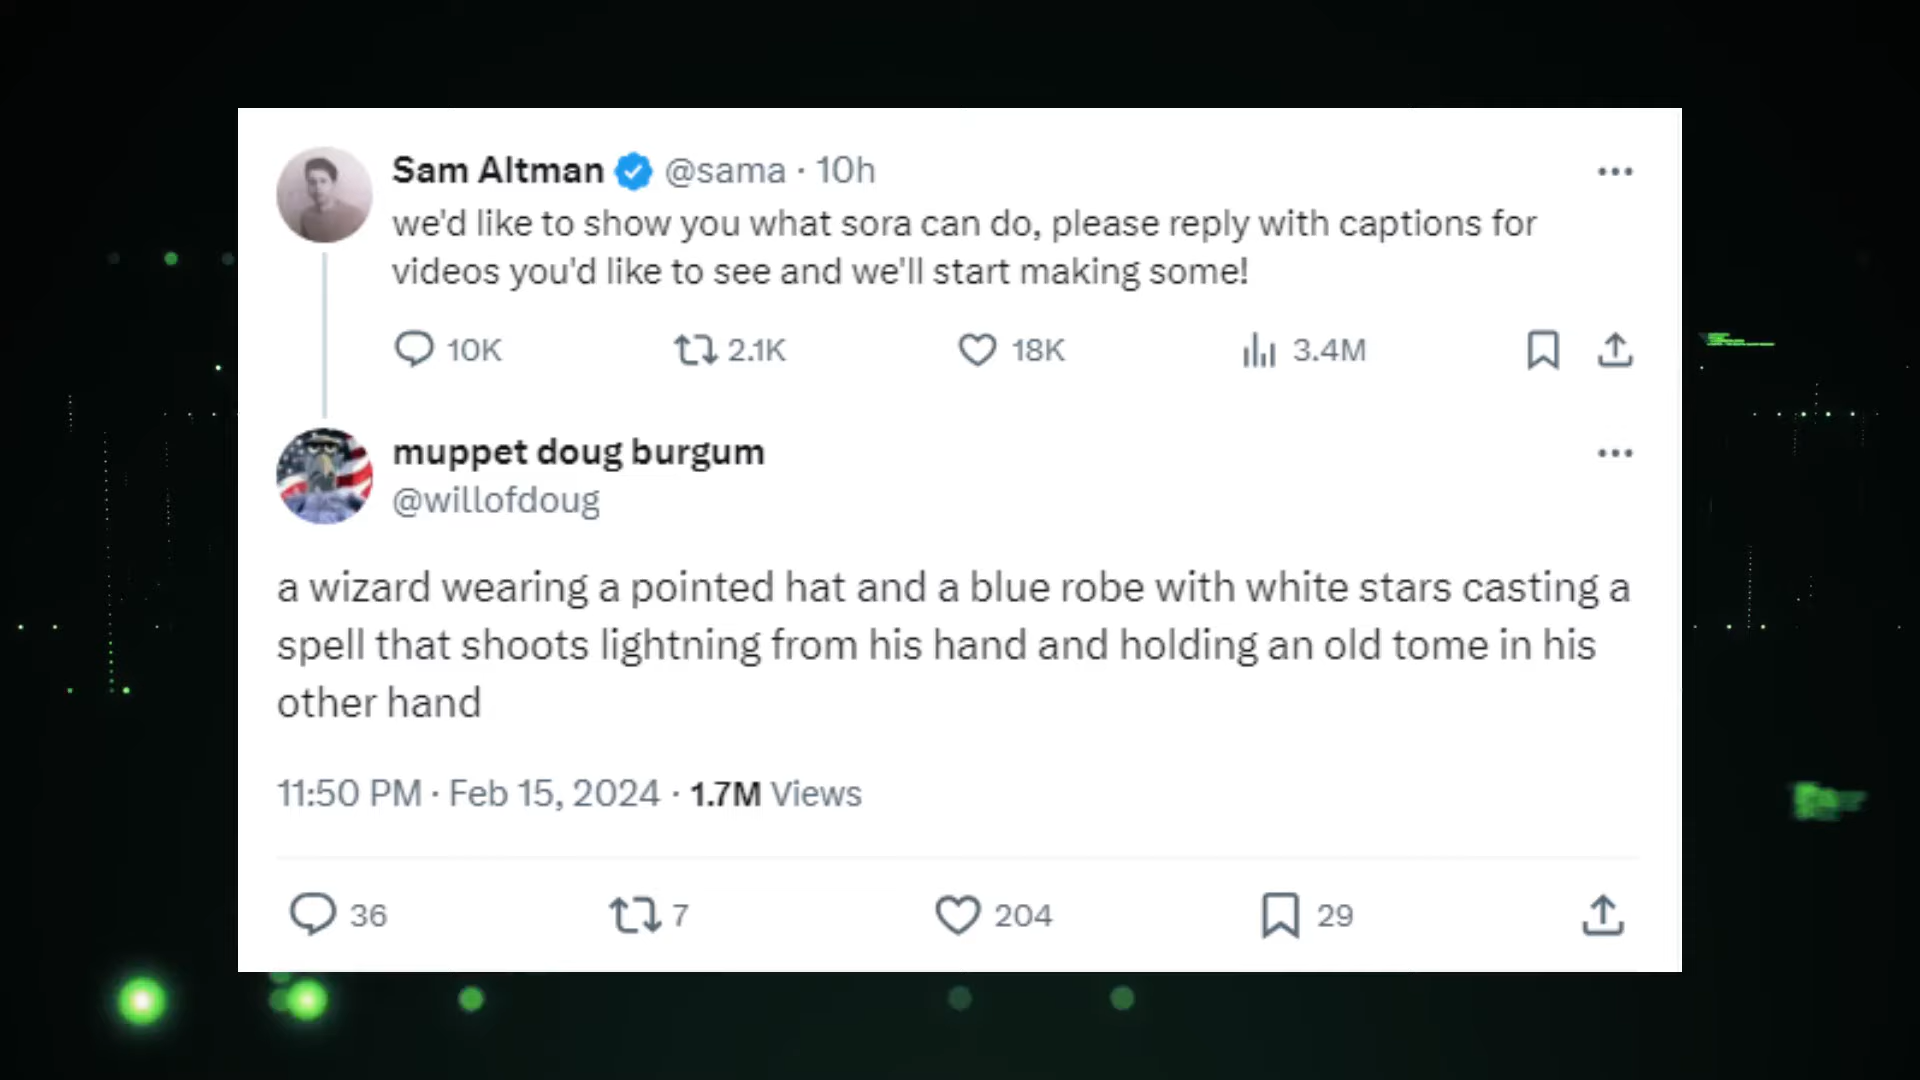 Sam Altman @sama · 10h
we'd like to show you what sora can do, please reply with captions for
videos you'd like to see and we'll start making some!
10K 2.1K 18K 3.4M
muppet doug burgum
@willofdoug
a wizard wearing a pointed hat and a blue robe with white stars casting a
spell that shoots lightning from his hand and holding an old tome in his
other hand
11:50 PM · Feb 15, 2024 · 1.7M Views
36 7 204 29